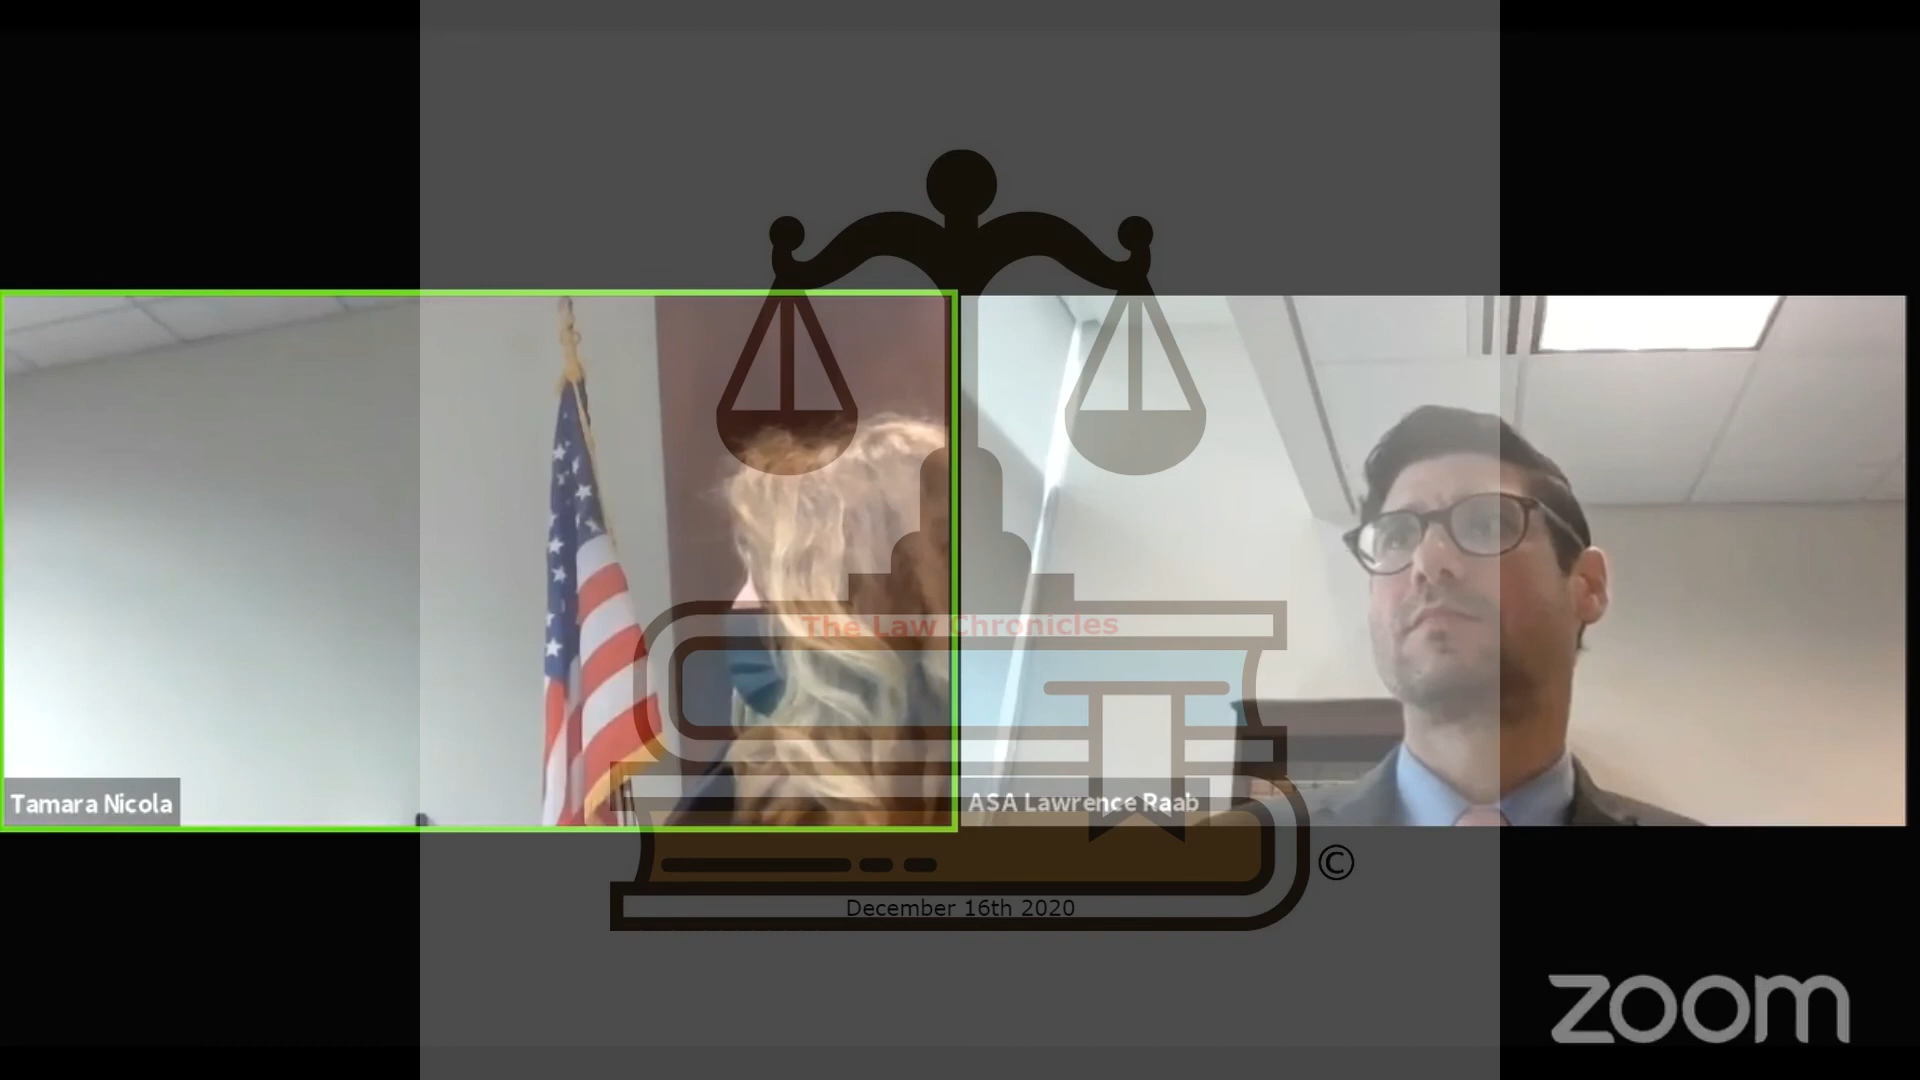 The Law Chronicles
Tamara Nicola
ASA Lawrence Raab
©
December 16th 2020
zoom